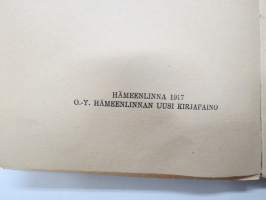 HÄMEENLINNA 1917
O.-Y. HÄMEENLINNAN UUSI KIRJAPAINO